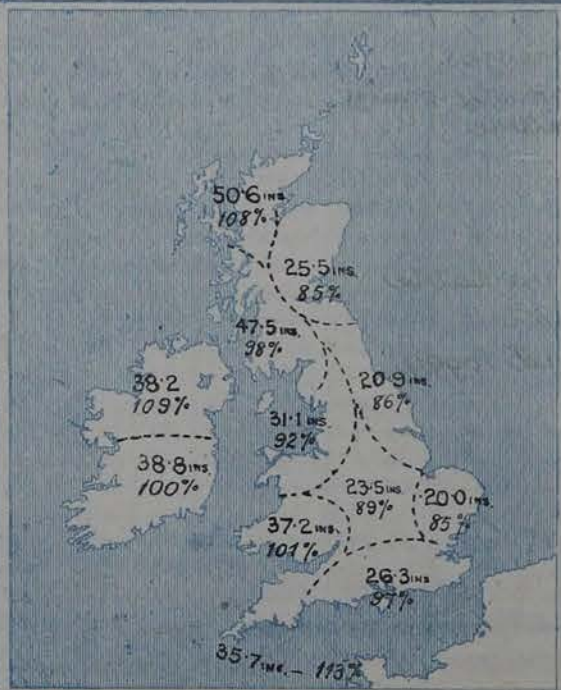 50·6 INS.
108%
25·5 INS.
85%
47·5 INS.
98%
38·2
109%
20·9 INS.
86%
31·1 INS.
92%
38·8 INS.
100%
23·5 INS.
89%
20·0 INS.
85%
37·2 INS.
101%
26·3 INS
97%
35·7 INS. – 113%